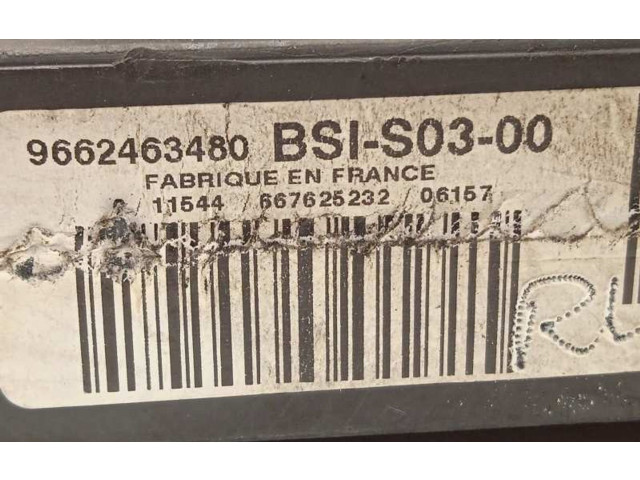 9662463480 BSI-S03-00
FABRIQUE EN FRANCE
11544 / 667625232 / 06157